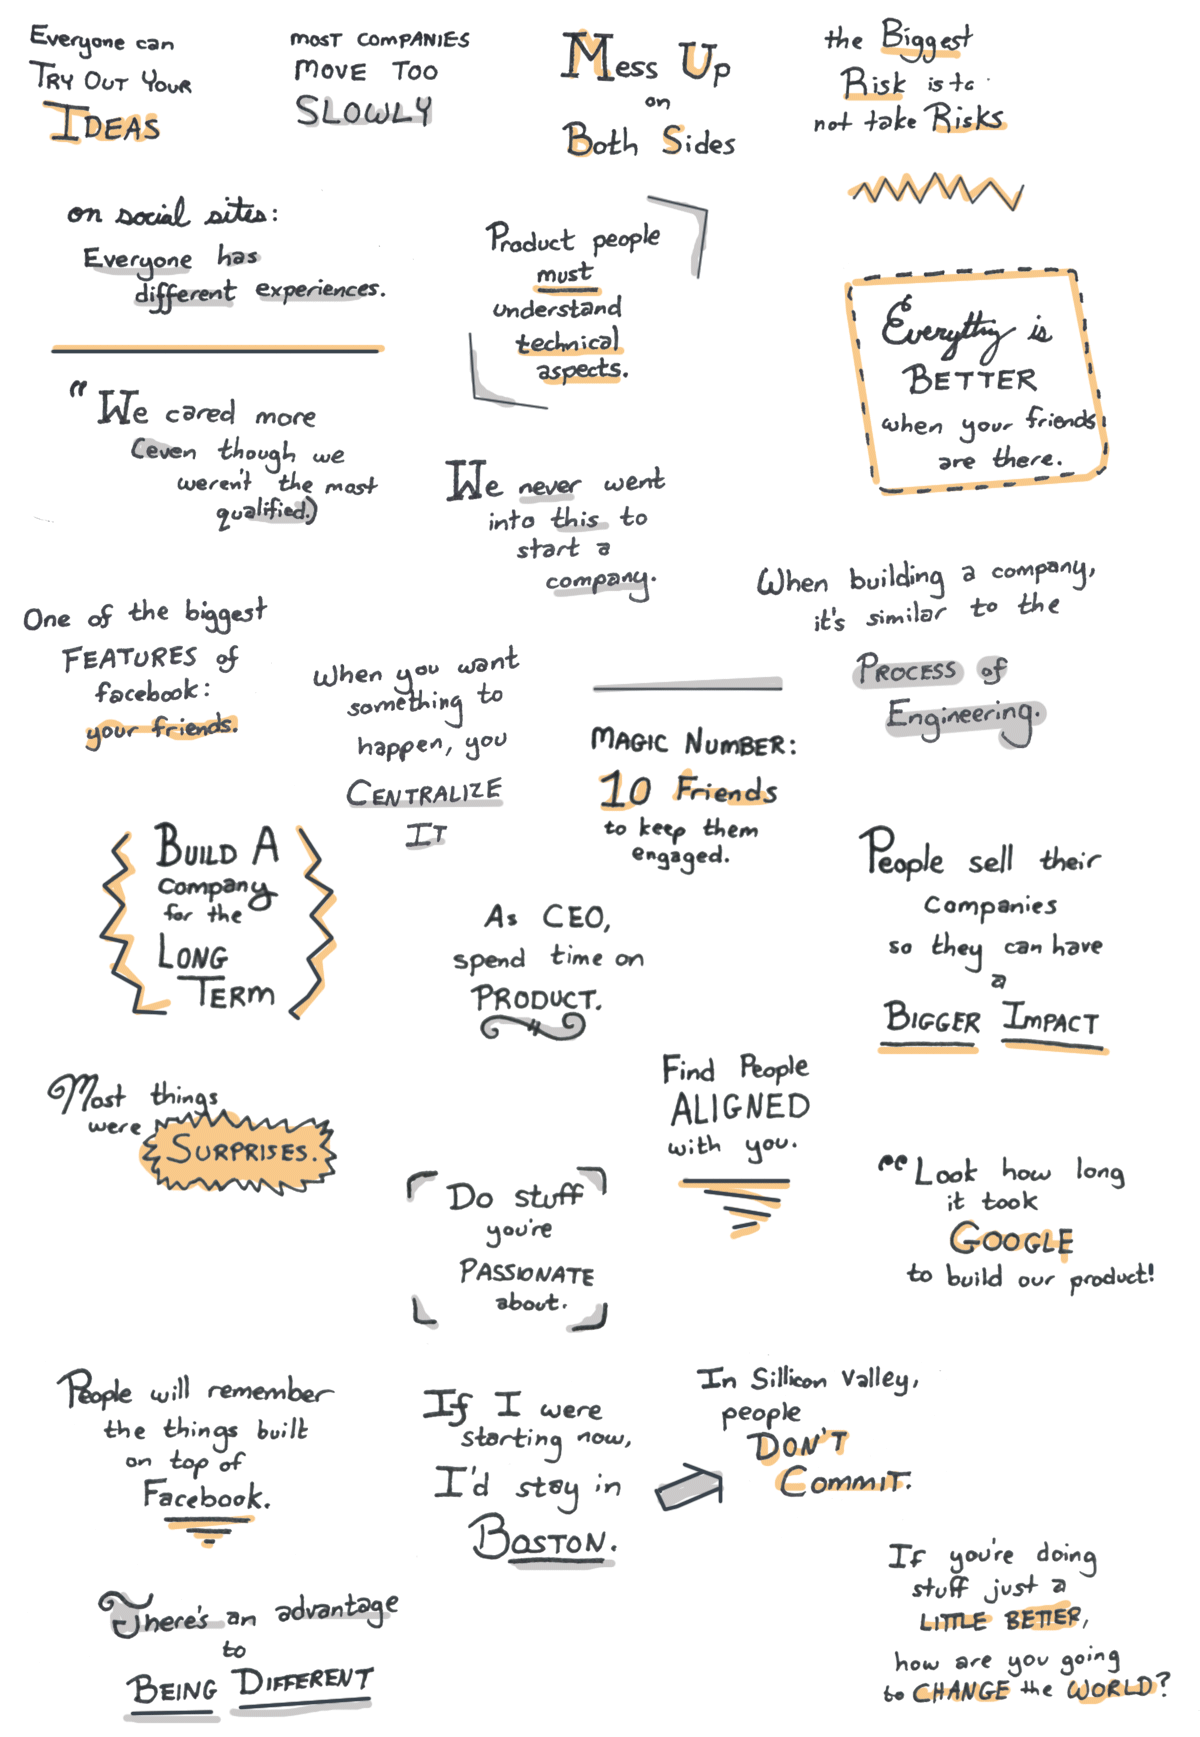 Everyone can
TRY OUT YOUR
IDEAS
MOST COMPANIES
MOVE TOO
SLOWLY
Mess Up
on
Both Sides
the Biggest
Risk is to
not take Risks
on social sites:
Everyone has
different experiences.
Product people
must
understand
technical
aspects.
Everything is
BETTER
when your friends
are there.
"We cared more
(even though we
weren't the most
qualified.)
We never went
into this to
start a
company.
When building a company,
it's similar to the
PROCESS of
Engineering.
One of the biggest
FEATURES of
facebook:
your friends.
When you want
something to
happen, you
CENTRALIZE
IT
MAGIC NUMBER:
10 Friends
to keep them
engaged.
BUILD A
Company
for the
LONG
TERM
As CEO,
spend time on
PRODUCT.
People sell their
Companies
so they can have
a
BIGGER IMPACT
Most things
were SURPRISES.
Find People
ALIGNED
with you.
Do stuff
you're
PASSIONATE
about.
"Look how long
it took
GOOGLE
to build our product!
People will remember
the things built
on top of
Facebook.
If I were
starting now,
I'd stay in
BOSTON.
In Sillicon Valley,
people
DON'T
COMMIT.
There's an advantage
to
BEING DIFFERENT
If you're doing
stuff just a
LITTLE BETTER,
how are you going
to CHANGE the WORLD?